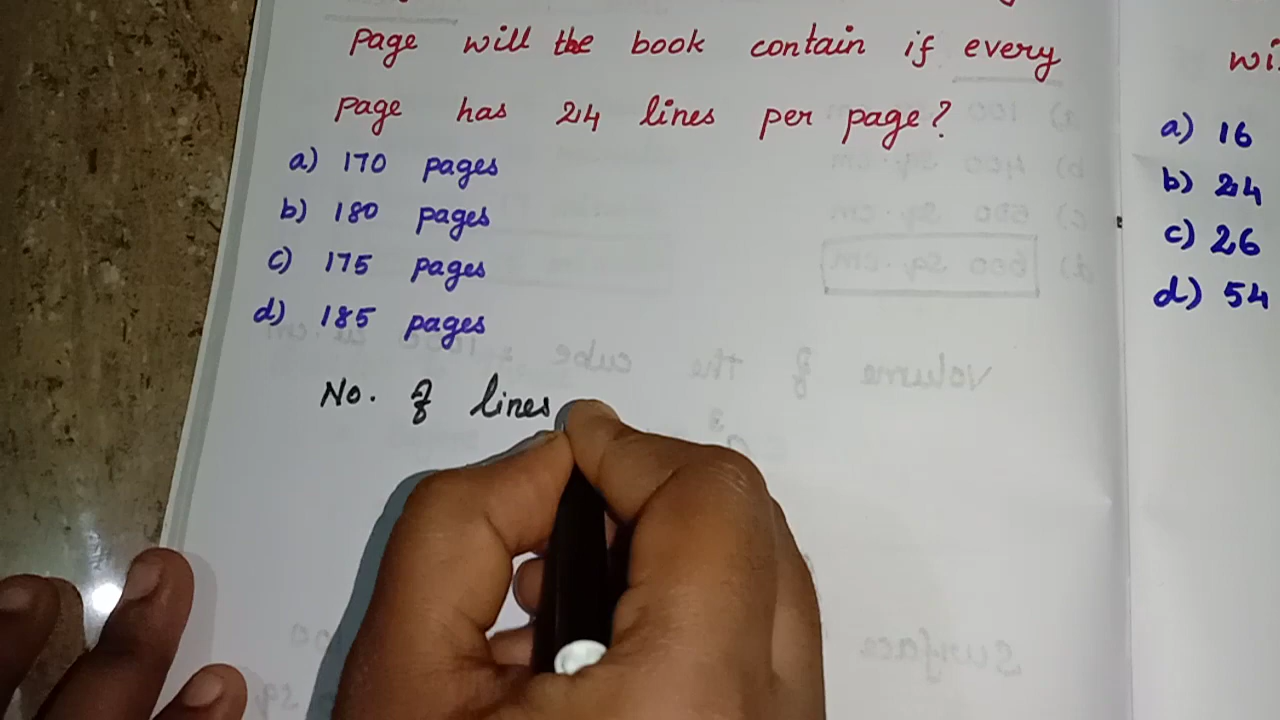 page will the book contain if every
page has 24 lines per page?
a) 170 pages
b) 180 pages
c) 175 pages
d) 185 pages
No. of lines
wi
a) 16
b) 24
c) 26
d) 54